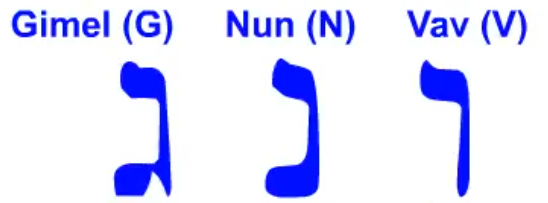 Gimel (G) Nun (N) Vav (V)
ג נ ו